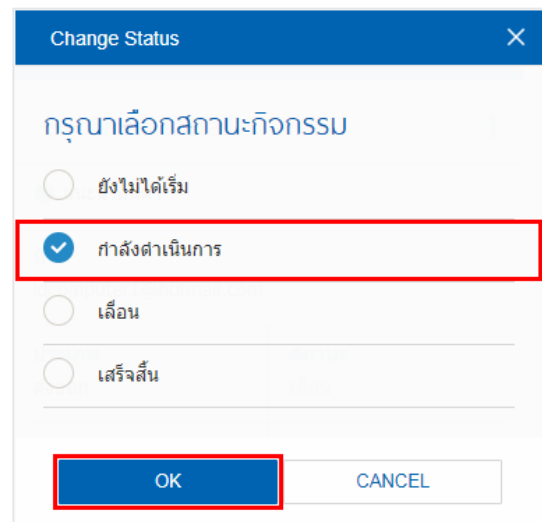 Change Status
กรุณาเลือกสถานะกิจกรรม
ยังไม่ได้เริ่ม
กำลังดำเนินการ
เลื่อน
เสร็จสิ้น
OK
CANCEL